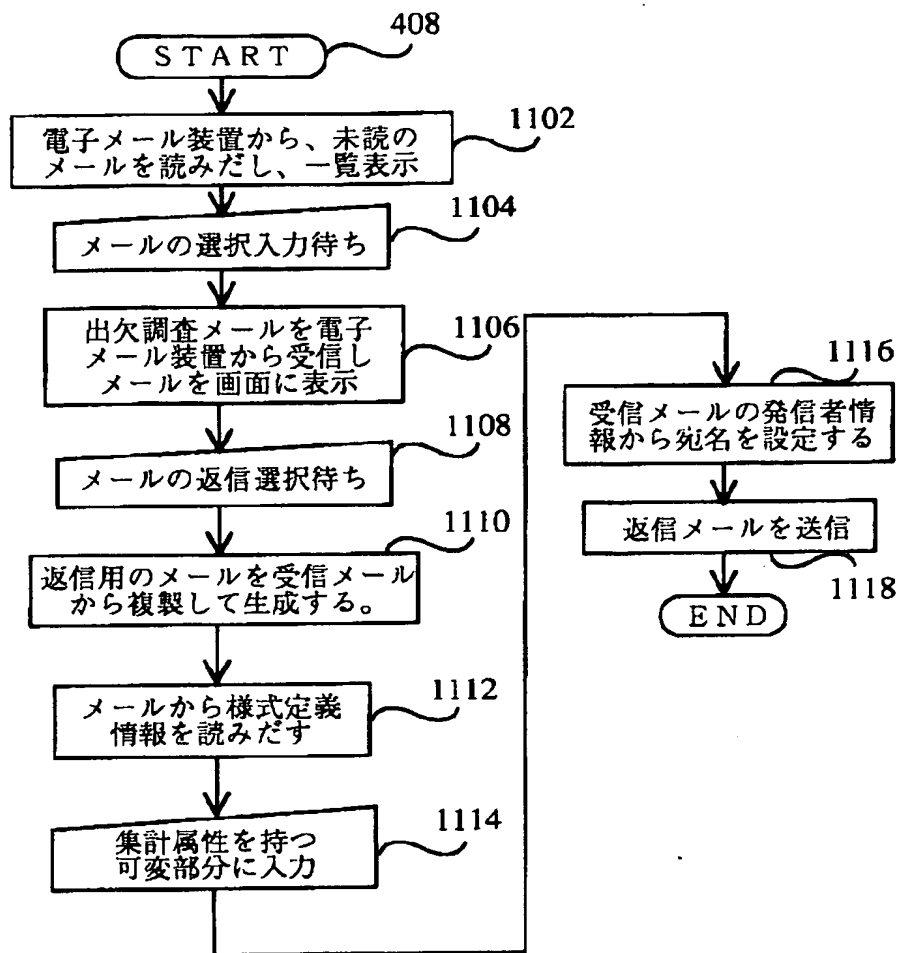 408
START
1102
電子メール装置から、未読の
メールを読みだし、一覧表示
1104
メールの選択入力待ち
1106
出欠調査メールを電子
メール装置から受信し
メールを画面に表示
1108
メールの返信選択待ち
1110
返信用のメールを受信メール
から複製して生成する。
1112
メールから様式定義
情報を読みだす
1114
集計属性を持つ
可変部分に入力
1116
受信メールの発信者情
報から宛名を設定する
返信メールを送信
1118
END